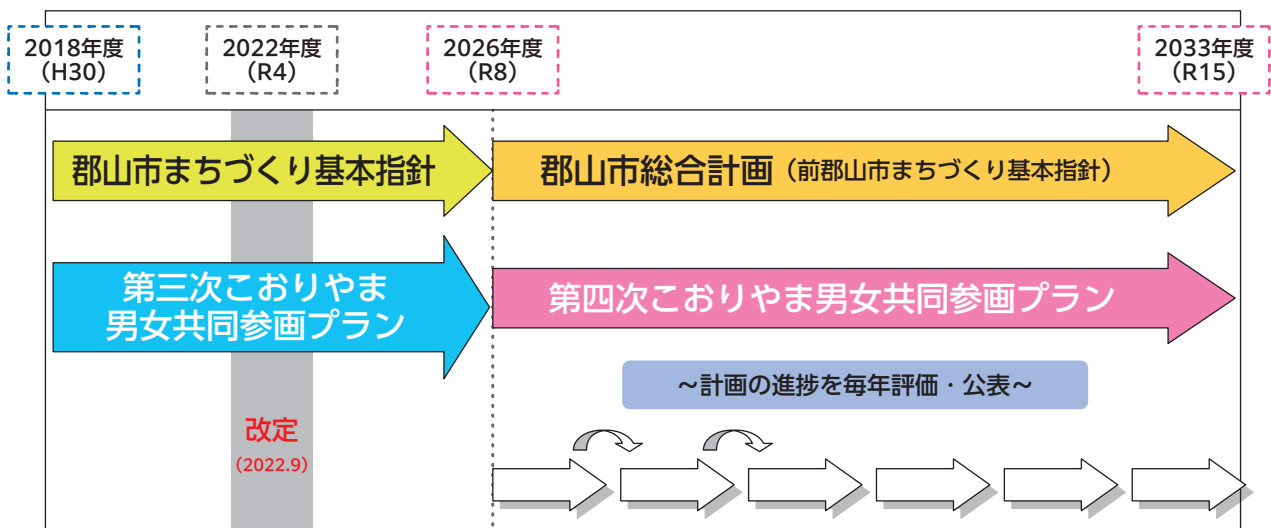 2018年度
（H30）
2022年度
（R4）
2026年度
（R8）
2033年度
（R15）
郡山市まちづくり基本指針
郡山市総合計画（前郡山市まちづくり基本指針）
第三次こおりやま
男女共同参画プラン
第四次こおりやま男女共同参画プラン
～計画の進捗を毎年評価・公表～
改定
（2022.9）